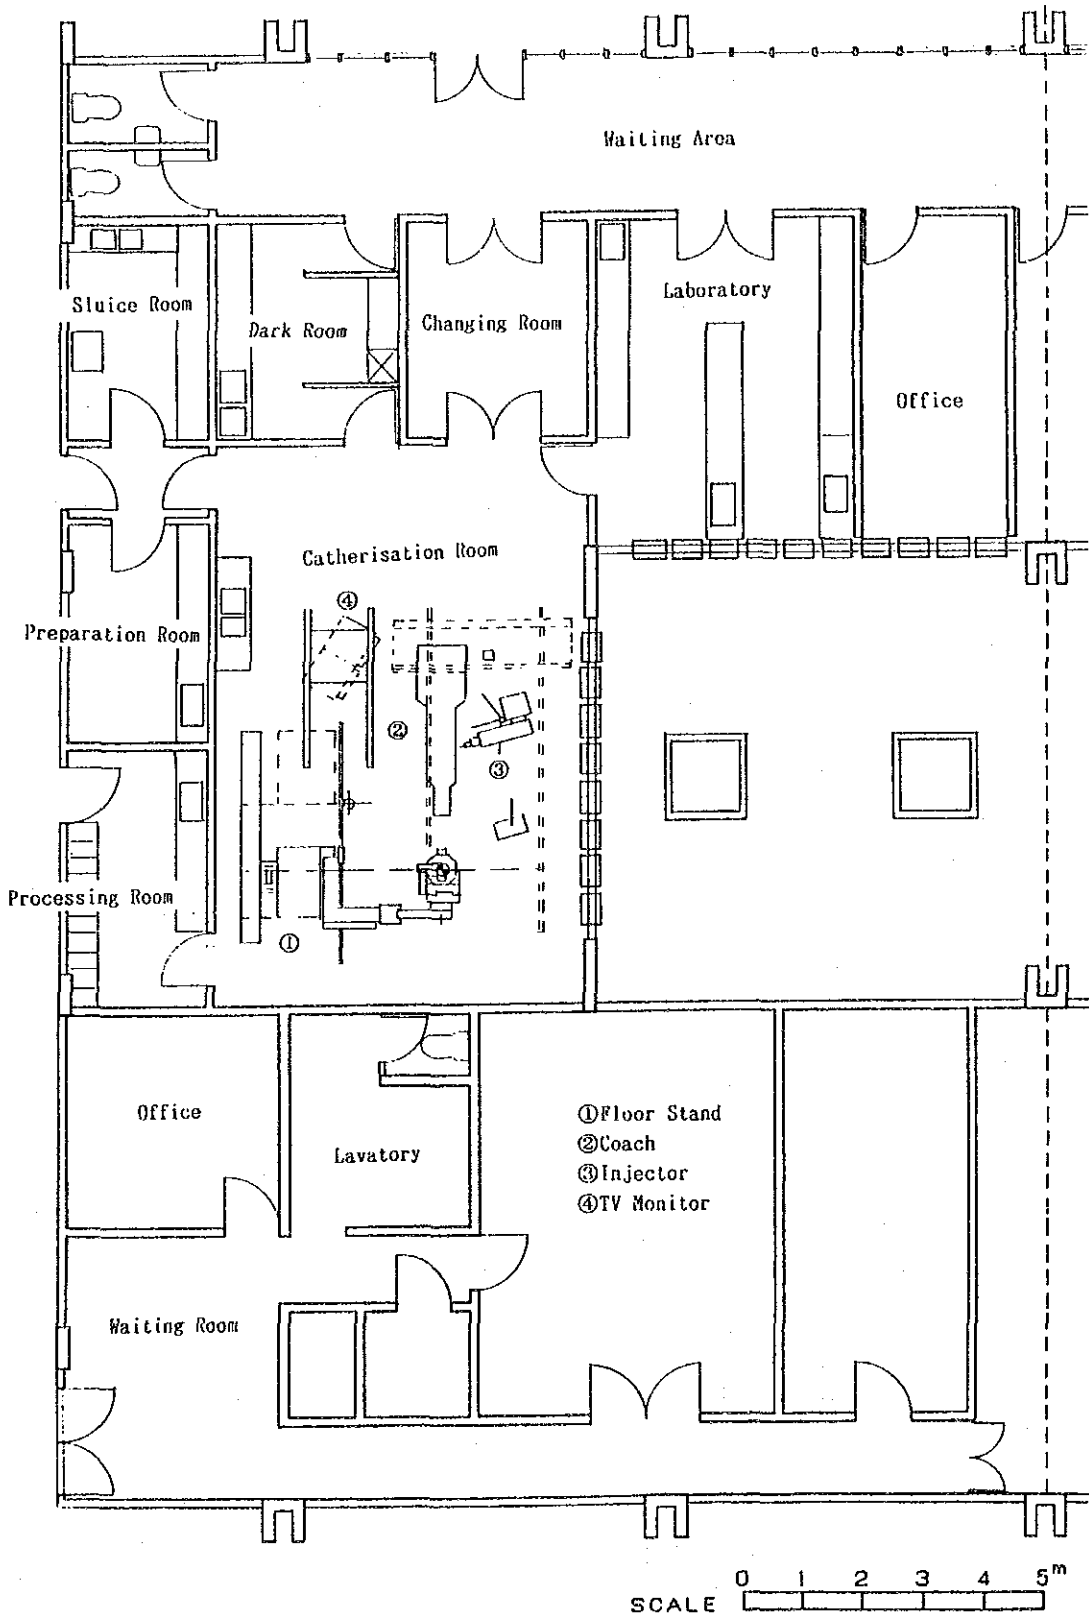 Waiting Area
Sluice Room
Dark Room
Changing Room
Laboratory
Office
Catherisation Room
④
Preparation Room
②
③
Processing Room
①
Office
Lavatory
①Floor Stand
②Coach
③Injector
④TV Monitor
Waiting Room
0 1 2 3 4 5m
SCALE